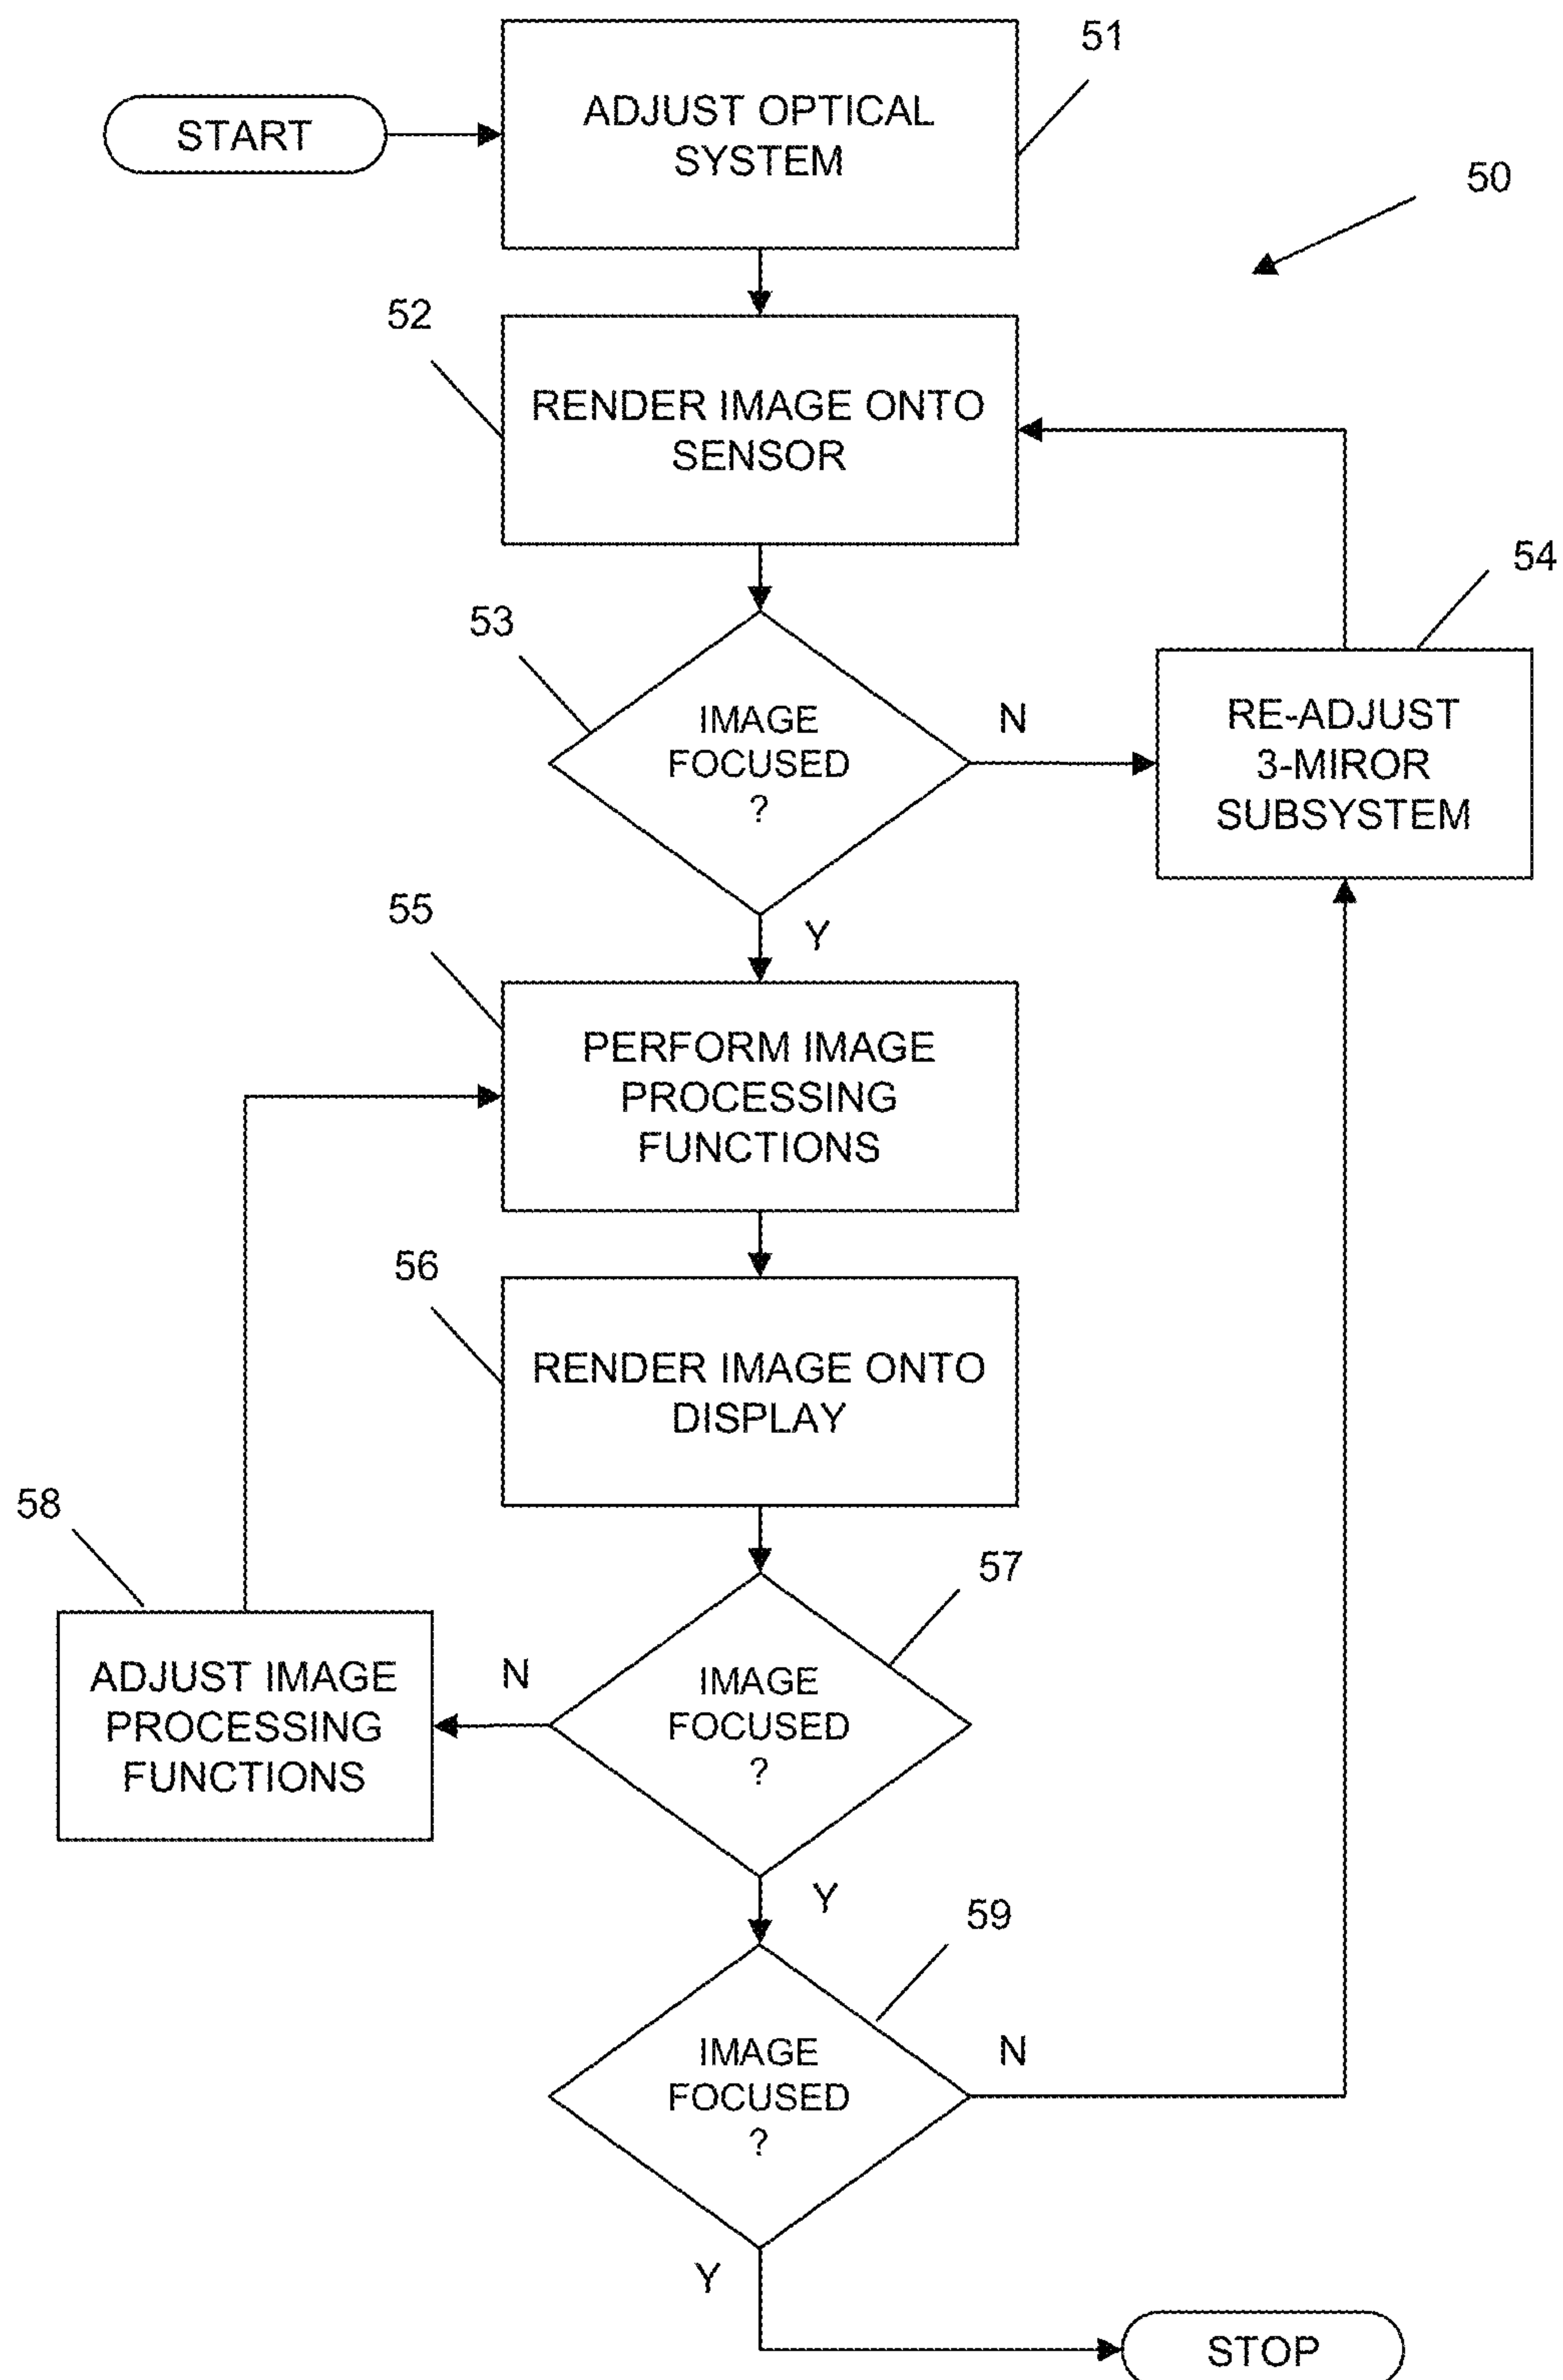 51
START
ADJUST OPTICAL
SYSTEM
50
52
RENDER IMAGE ONTO
SENSOR
54
53
IMAGE
FOCUSED
?
N
RE-ADJUST
3-MIROR
SUBSYSTEM
55
Y
PERFORM IMAGE
PROCESSING
FUNCTIONS
56
RENDER IMAGE ONTO
DISPLAY
58
57
ADJUST IMAGE
PROCESSING
FUNCTIONS
N
IMAGE
FOCUSED
?
Y
59
IMAGE
FOCUSED
?
N
Y
STOP